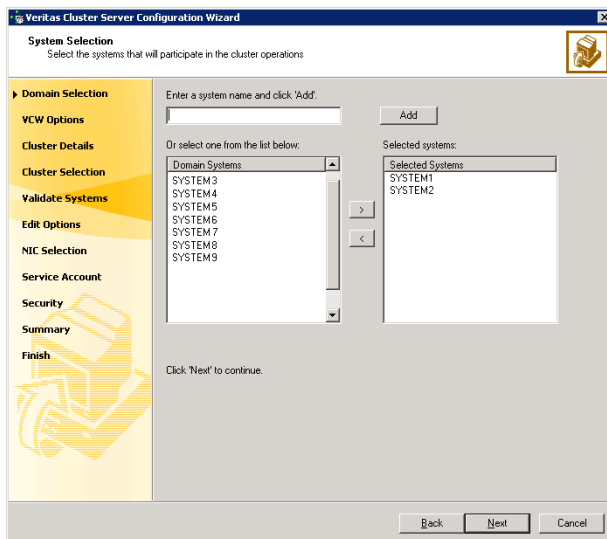 Veritas Cluster Server Configuration Wizard
System Selection
Select the systems that will participate in the cluster operations
Domain Selection
VCW Options
Cluster Details
Cluster Selection
Validate Systems
Edit Options
NIC Selection
Service Account
Security
Summary
Finish
Enter a system name and click 'Add'.
Add
Or select one from the list below:
Domain Systems
SYSTEM3
SYSTEM4
SYSTEM5
SYSTEM6
SYSTEM7
SYSTEM8
SYSTEM9
>
<
Selected systems:
Selected Systems
SYSTEM1
SYSTEM2
Click 'Next' to continue.
Back
Next
Cancel